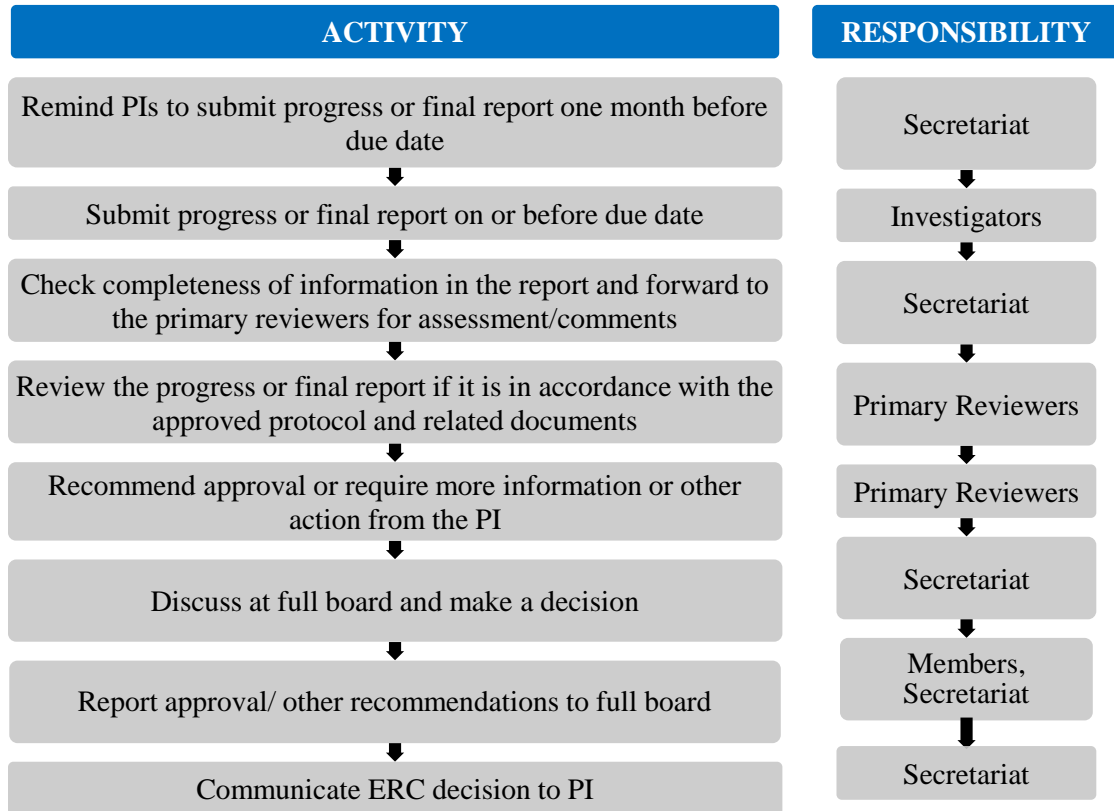 ACTIVITY
RESPONSIBILITY
Remind PIs to submit progress or final report one month before
due date
Secretariat
Submit progress or final report on or before due date
Investigators
Check completeness of information in the report and forward to
the primary reviewers for assessment/comments
Secretariat
Review the progress or final report if it is in accordance with the
approved protocol and related documents
Primary Reviewers
Recommend approval or require more information or other
action from the PI
Primary Reviewers
Discuss at full board and make a decision
Secretariat
Report approval/ other recommendations to full board
Members,
Secretariat
Communicate ERC decision to PI
Secretariat